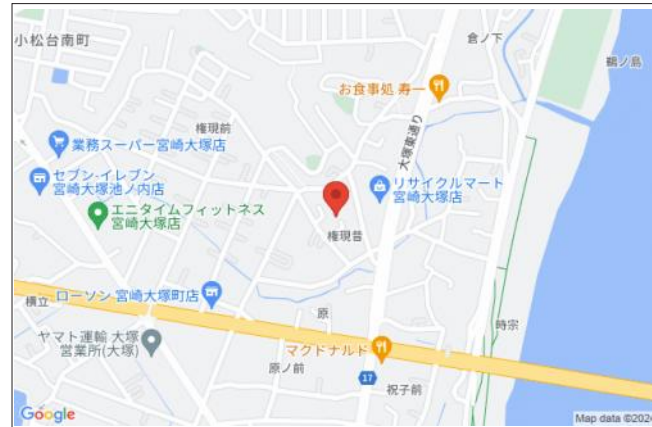 小松台南町
倉ノ下
鵜ノ島
お食事処 寿一
大塚東通り
権現前
業務スーパー宮崎大塚店
セブン-イレブン
宮崎大塚池ノ内店
リサイクルマート
宮崎大塚店
エニタイムフィットネス
宮崎大塚店
権現昔
ローソン 宮崎大塚町店
横立
原
時宗
ヤマト運輸 大塚
営業所(大塚)
マクドナルド
原ノ前
17
祝子前
Google
Map data ©2024